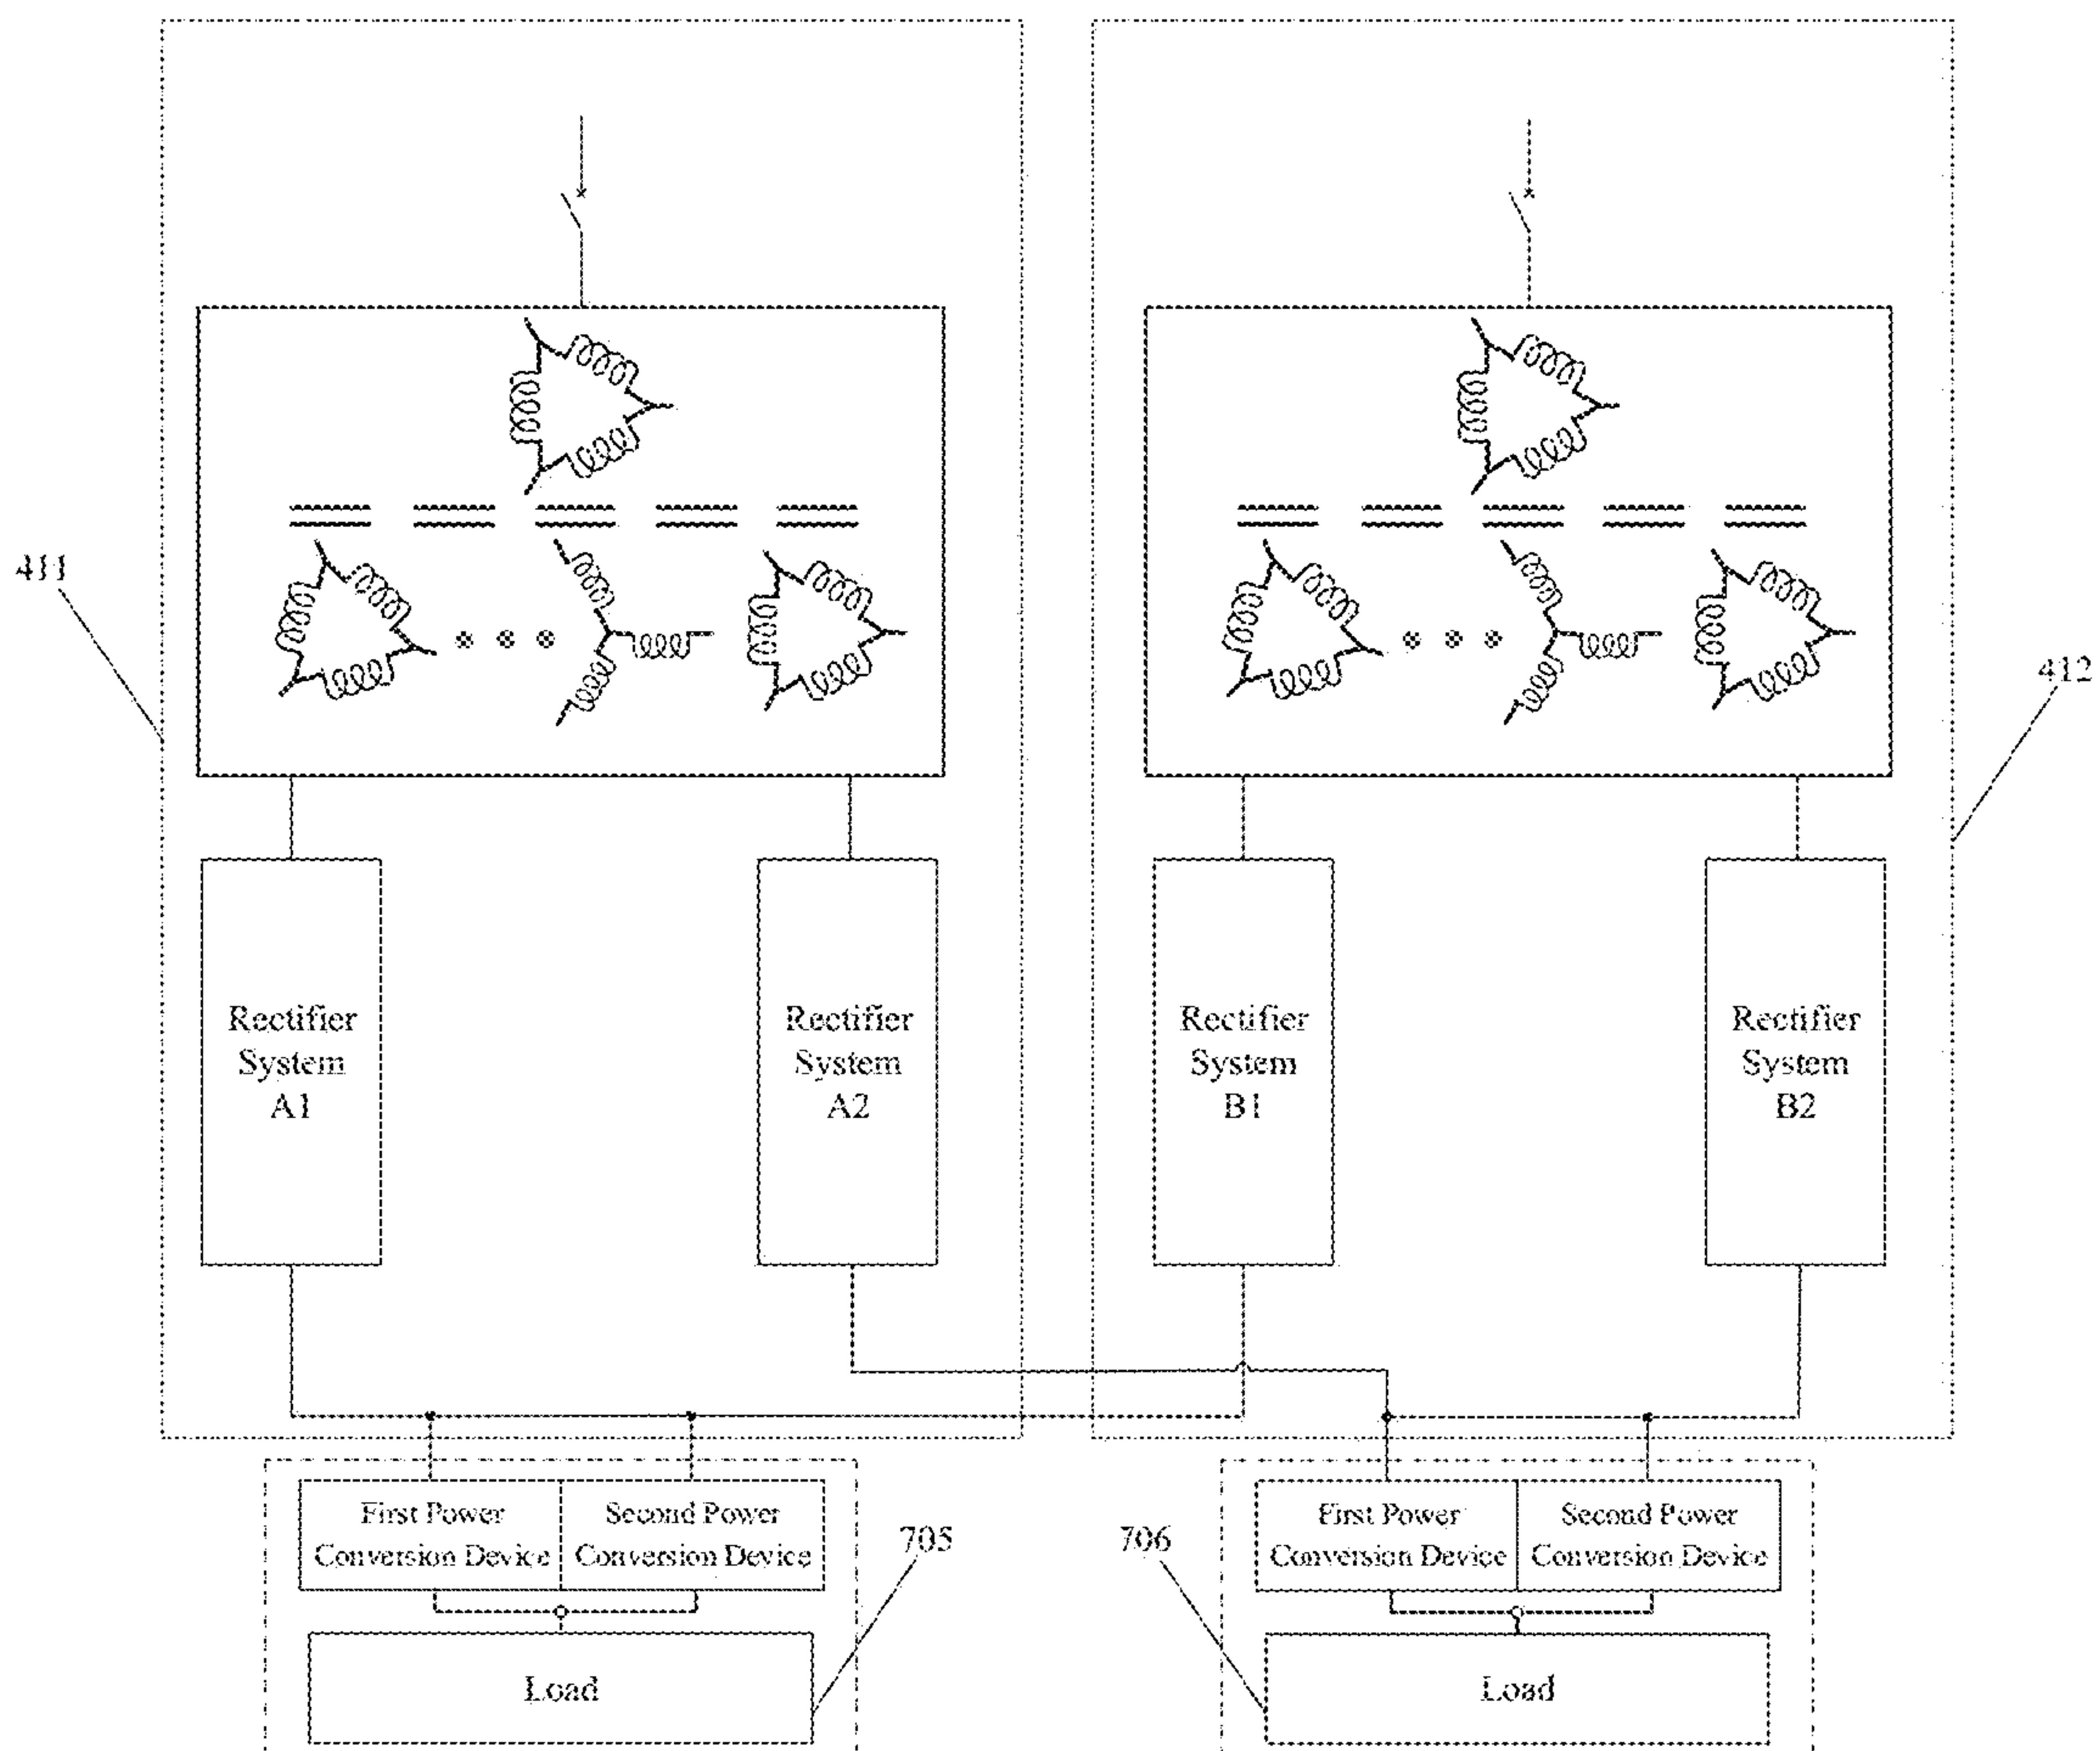 411
412
Rectifier
System
A1
Rectifier
System
A2
Rectifier
System
B1
Rectifier
System
B2
First Power
Conversion Device
Second Power
Conversion Device
705
706
First Power
Conversion Device
Second Power
Conversion Device
Load
Load